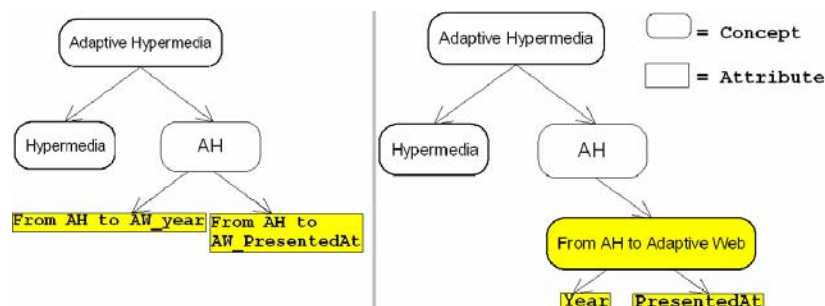 Adaptive Hypermedia
Hypermedia
AH
From AH to AW_year
From AH to
AW_PresentedAt
Adaptive Hypermedia
= Concept
= Attribute
Hypermedia
AH
From AH to Adaptive Web
Year
PresentedAt